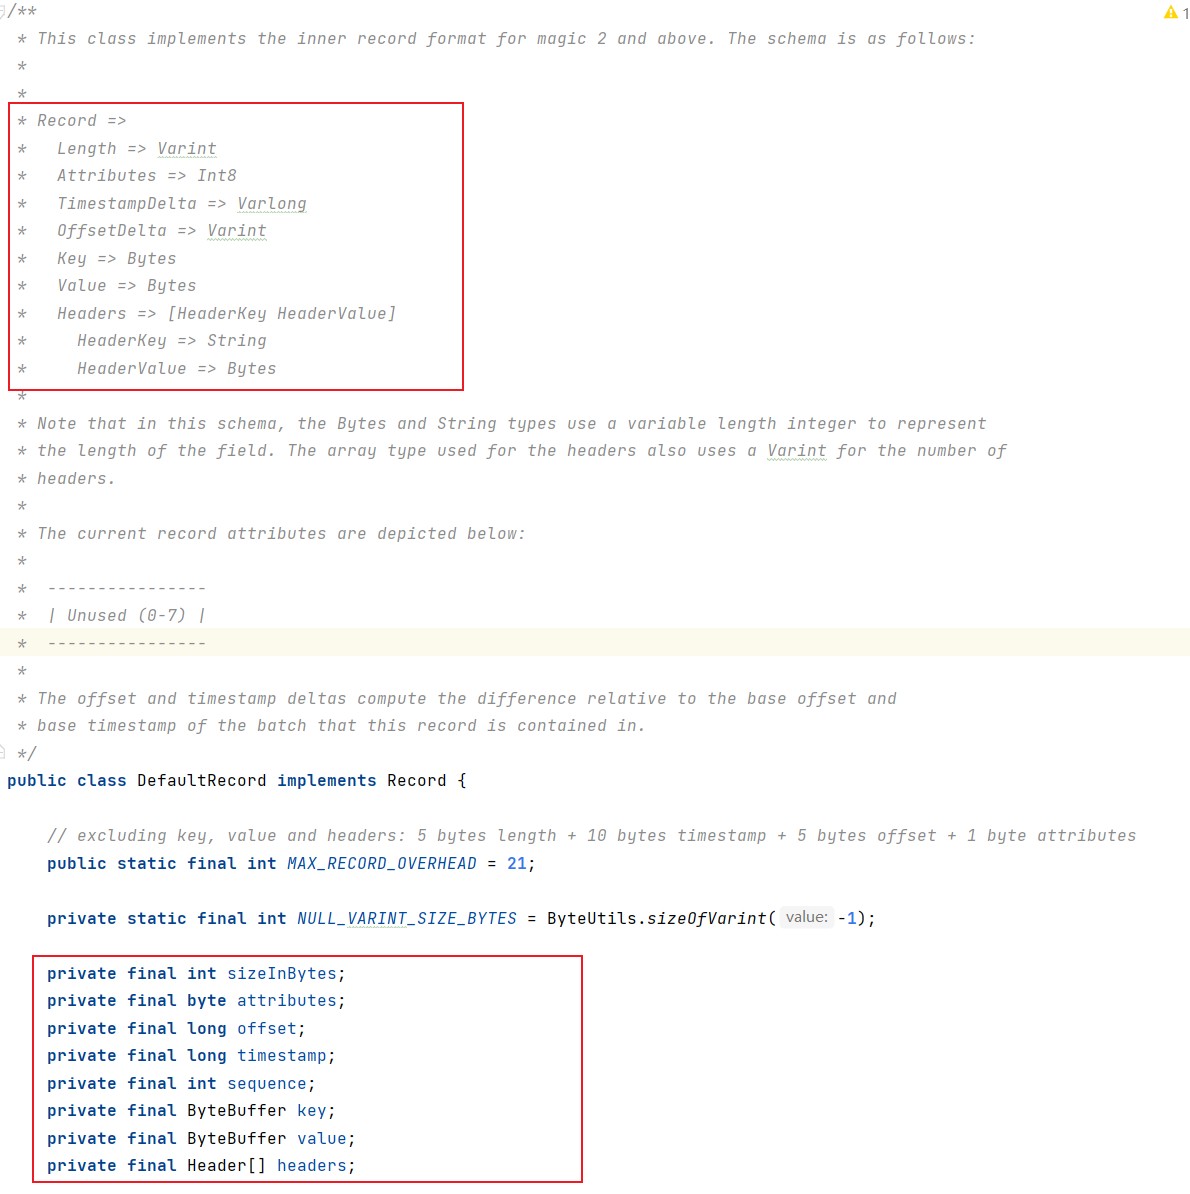 /**
1
* This class implements the inner record format for magic 2 and above. The schema is as follows:
*
*
* Record =>
*   Length => Varint
*   Attributes => Int8
*   TimestampDelta => Varlong
*   OffsetDelta => Varint
*   Key => Bytes
*   Value => Bytes
*   Headers => [HeaderKey HeaderValue]
*     HeaderKey => String
*     HeaderValue => Bytes
*
* Note that in this schema, the Bytes and String types use a variable length integer to represent
* the length of the field. The array type used for the headers also uses a Varint for the number of
* headers.
*
* The current record attributes are depicted below:
*
*  ----------------
*  | Unused (0-7) |
*  ----------------
*
* The offset and timestamp deltas compute the difference relative to the base offset and
* base timestamp of the batch that this record is contained in.
*/
public class DefaultRecord implements Record {
// excluding key, value and headers: 5 bytes length + 10 bytes timestamp + 5 bytes offset + 1 byte attributes
public static final int MAX_RECORD_OVERHEAD = 21;
private static final int NULL_VARINT_SIZE_BYTES = ByteUtils.sizeOfVarint( value: -1);
private final int sizeInBytes;
private final byte attributes;
private final long offset;
private final long timestamp;
private final int sequence;
private final ByteBuffer key;
private final ByteBuffer value;
private final Header[] headers;